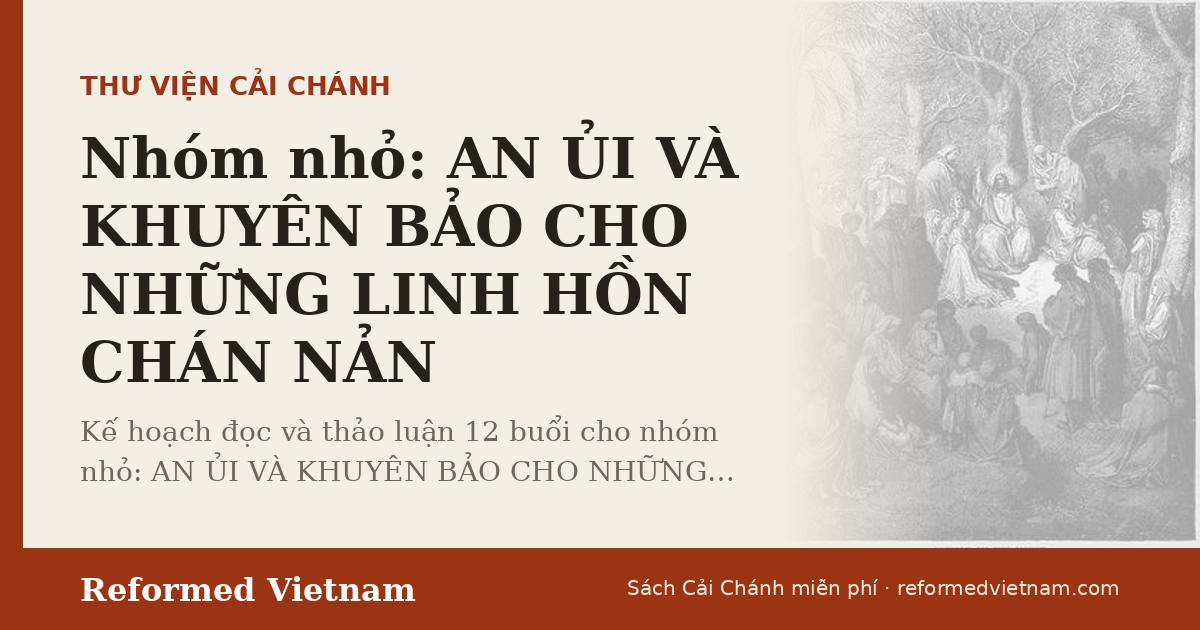 THƯ VIỆN CẢI CHÁNH
Nhóm nhỏ: AN ỦI VÀ
KHUYÊN BẢO CHO
NHỮNG LINH HỒN
CHÁN NẢN
Kế hoạch đọc và thảo luận 12 buổi cho nhóm
nhỏ: AN ỦI VÀ KHUYÊN BẢO CHO NHỮNG...
Reformed Vietnam
Sách Cải Chánh miễn phí · reformedvietnam.com